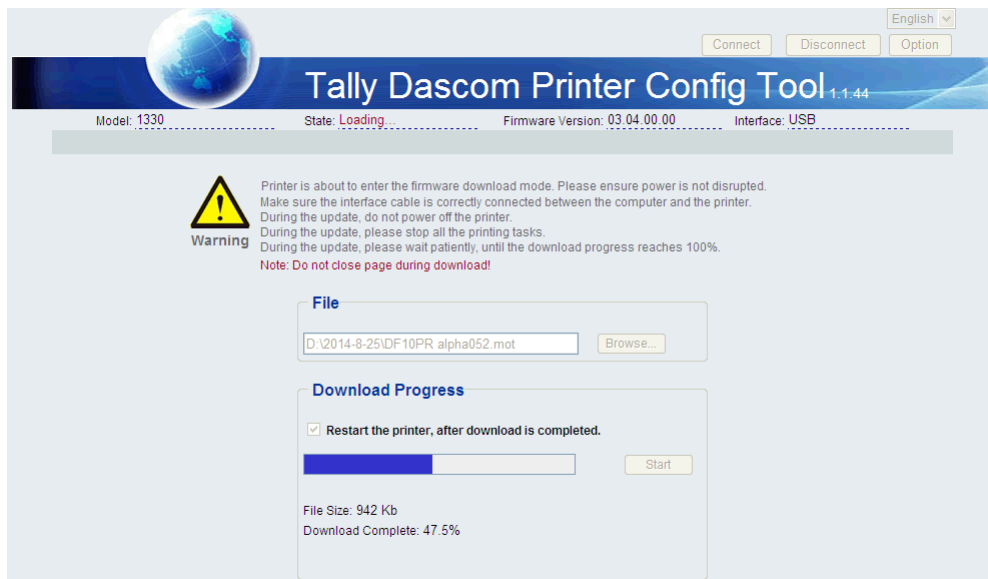 English
Connect Disconnect Option
Tally Dascom Printer Config Tool 1.1.44
Model: 1330 State: Loading... Firmware Version: 03.04.00.00 Interface: USB
Printer is about to enter the firmware download mode. Please ensure power is not disrupted.
Make sure the interface cable is correctly connected between the computer and the printer.
During the update, do not power off the printer.
During the update, please stop all the printing tasks.
Warning
During the update, please wait patiently, until the download progress reaches 100%.
Note: Do not close page during download!
File
D:\2014-8-25\DF10PR alpha052.mot Browse...
Download Progress
Restart the printer, after download is completed.
Start
File Size: 942 Kb
Download Complete: 47.5%